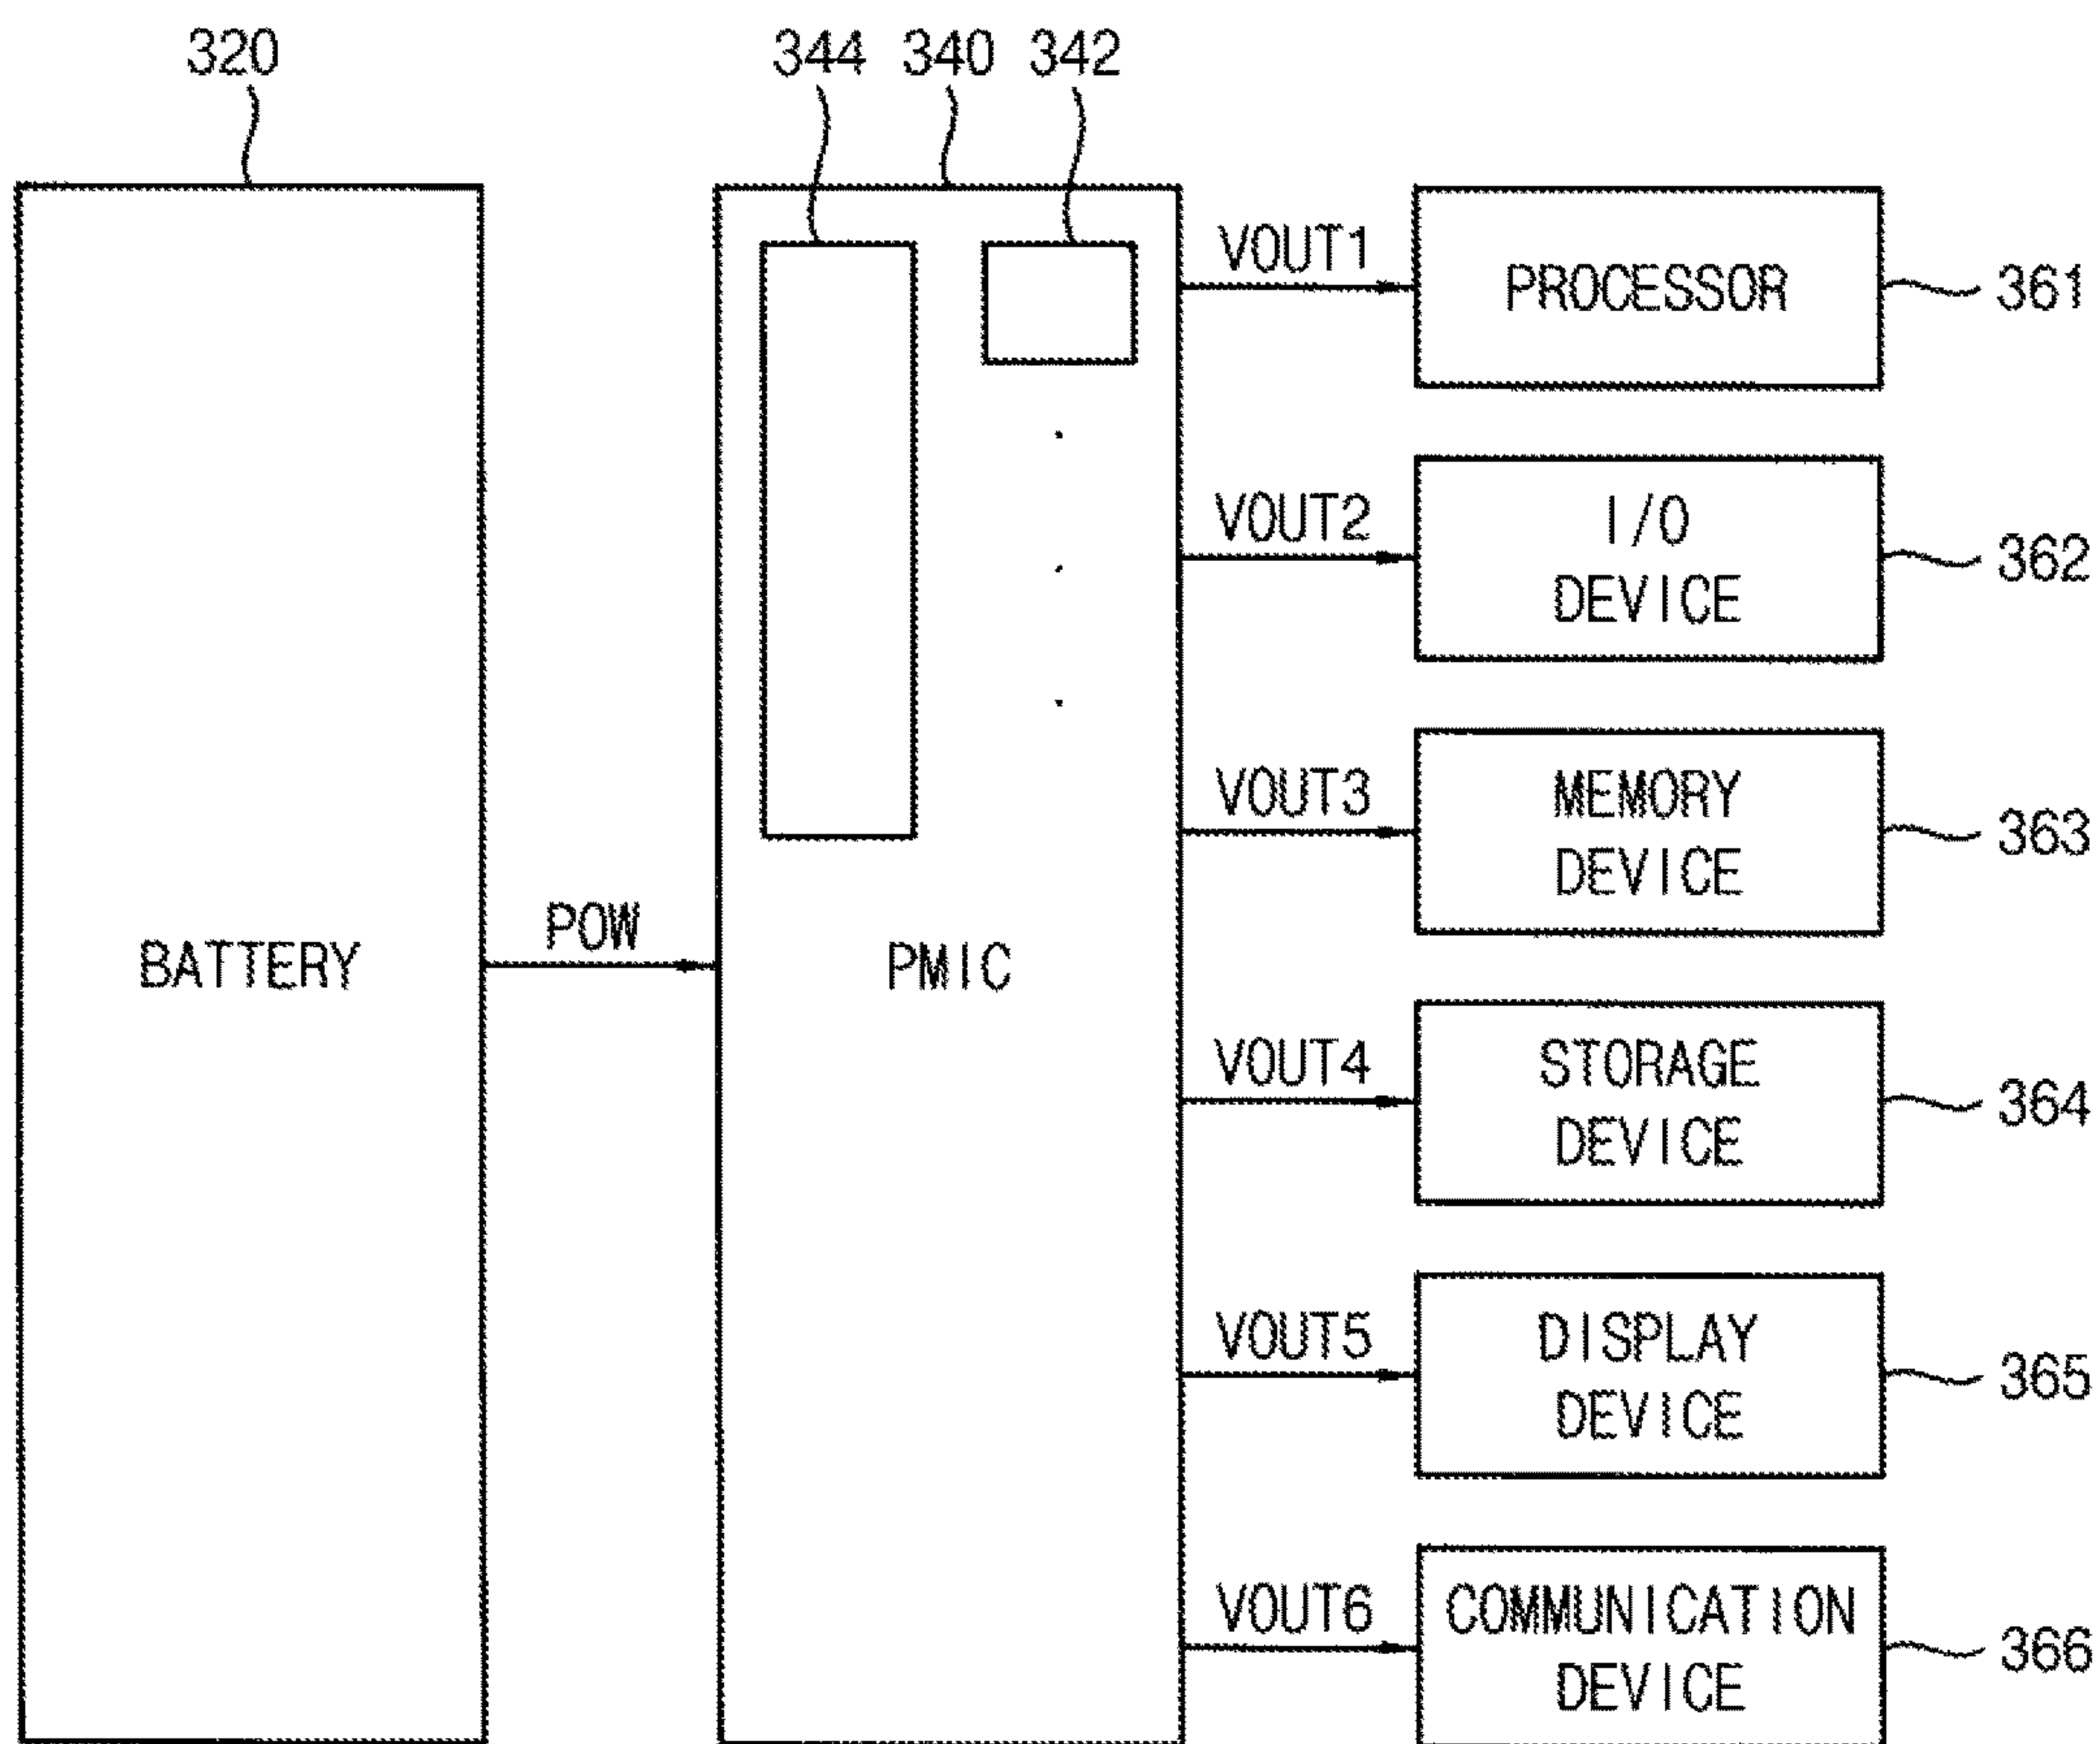 320
344 340 342
VOUT1
PROCESSOR
361
VOUT2
I/O
DEVICE
362
VOUT3
MEMORY
DEVICE
363
BATTERY
POW
PMIC
VOUT4
STORAGE
DEVICE
364
VOUT5
DISPLAY
DEVICE
365
VOUT6
COMMUNICATION
DEVICE
366